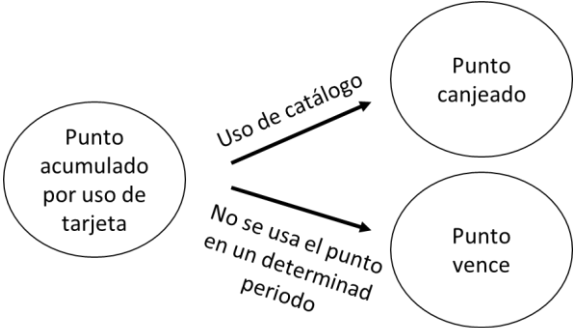 Punto
acumulado
por uso de
tarjeta
Uso de catálogo
Punto
canjeado
No se usa el punto
en un determinad
periodo
Punto
vence